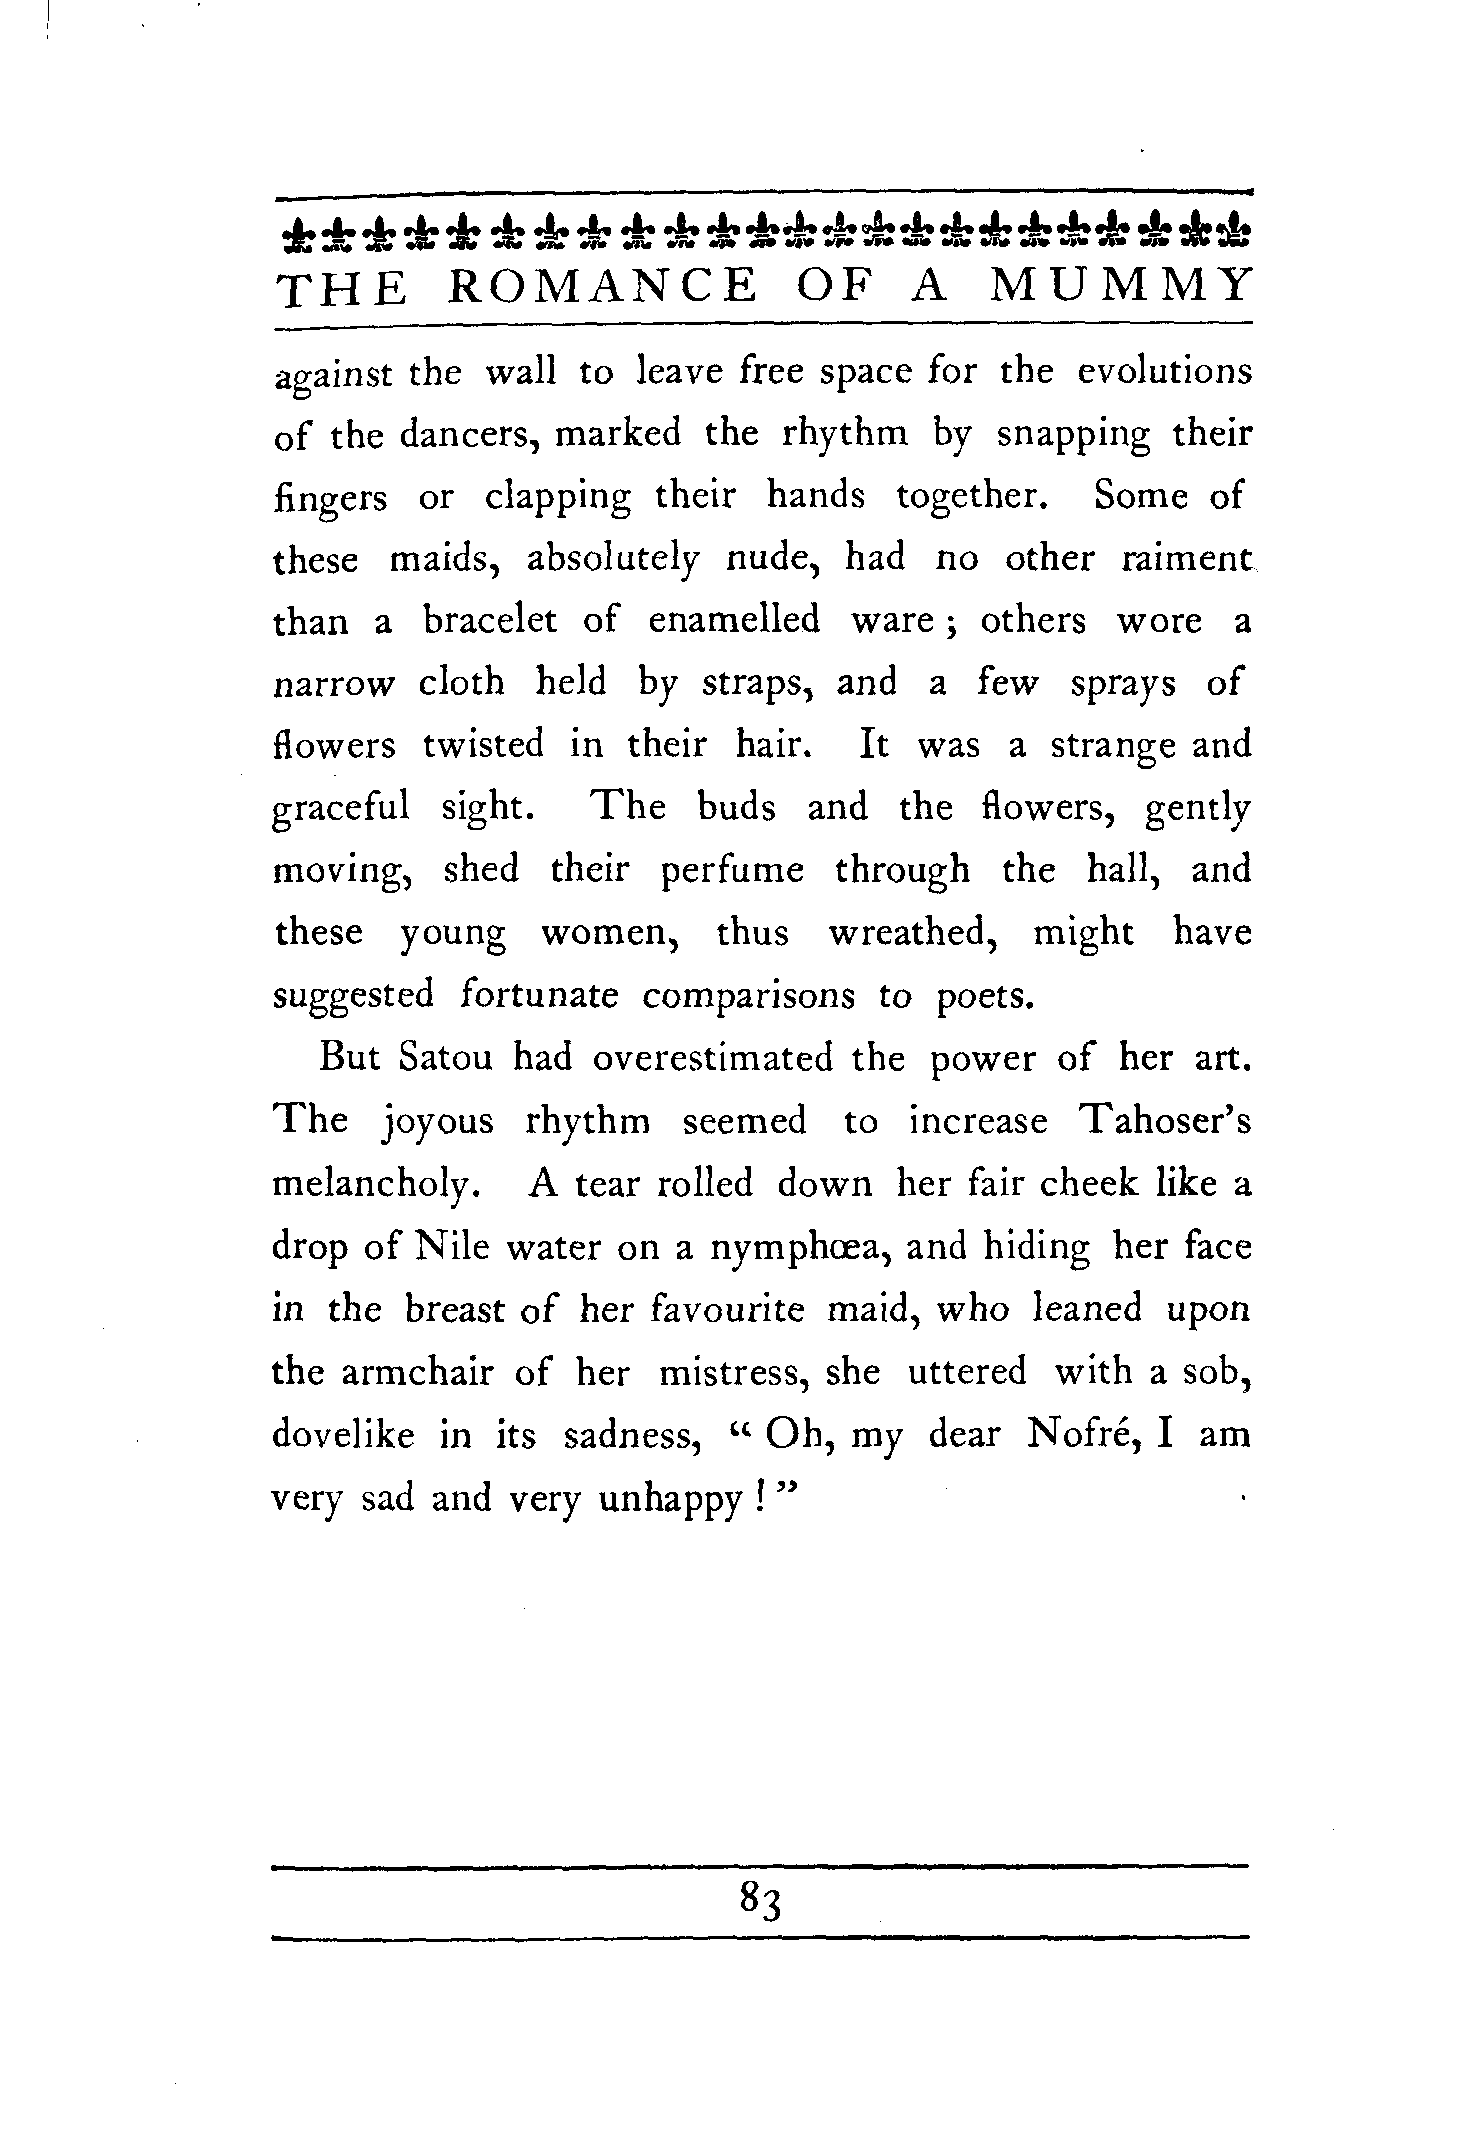 THE ROMANCE OF A MUMMY
against the wall to leave free space for the evolutions
of the dancers, marked the rhythm by snapping their
fingers or clapping their hands together. Some of
these maids, absolutely nude, had no other raiment
than a bracelet of enamelled ware ; others wore a
narrow cloth held by straps, and a few sprays of
flowers twisted in their hair. It was a strange and
graceful sight. The buds and the flowers, gently
moving, shed their perfume through the hall, and
these young women, thus wreathed, might have
suggested fortunate comparisons to poets.
But Satou had overestimated the power of her art.
The joyous rhythm seemed to increase Tahoser's
melancholy. A tear rolled down her fair cheek like a
drop of Nile water on a nymphœa, and hiding her face
in the breast of her favourite maid, who leaned upon
the armchair of her mistress, she uttered with a sob,
dovelike in its sadness, “ Oh, my dear Nofré, I am
very sad and very unhappy ! ”
83